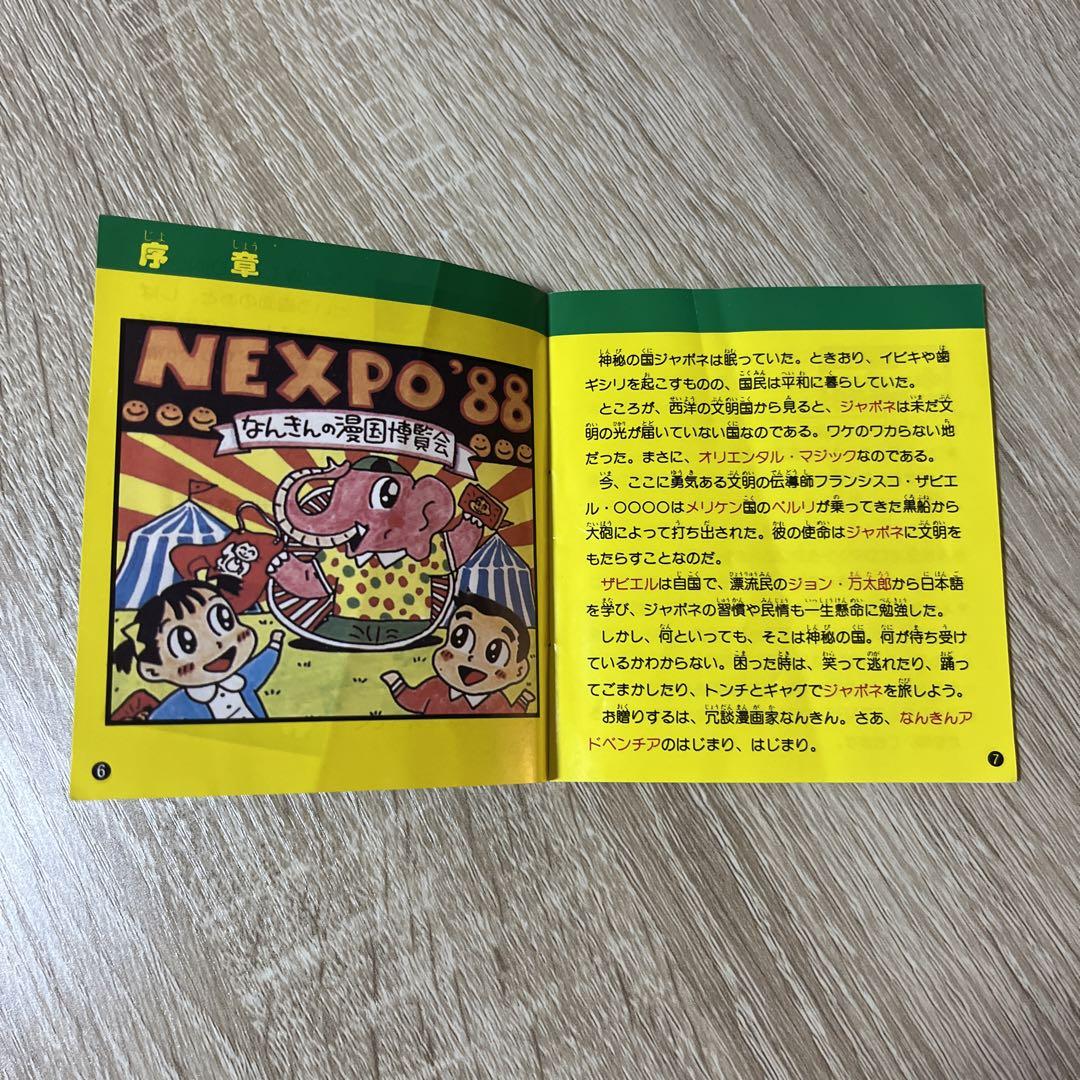 序章
NEXPO'88
なんきんの漫国博覧会
6
神秘の国ジャポネは眠っていた。ときおり、イビキや歯
ギシリを起こすものの、国民は平和に暮らしていた。
ところが、西洋の文明国から見ると、ジャポネは未だ文
明の光が届いていない国なのである。ワケのワカらない地
だった。まさに、オリエンタル・マジックなのである。
今、ここに勇気ある文明の伝導師フランシスコ・ザビエ
ル・○○○○はメリケン国のペルリが乗ってきた黒船から
大砲によって打ち出された。彼の使命はジャポネに文明を
もたらすことなのだ。
ザビエルは自国で、漂流民のジョン・万太郎から日本語
を学び、ジャポネの習慣や民情も一生懸命に勉強した。
しかし、何といっても、そこは神秘の国。何が待ち受け
ているかわからない。困った時は、笑って逃れたり、踊っ
てごまかしたり、トンチとギャグでジャポネを旅しよう。
お贈りするは、冗談漫画家なんきん。さあ、なんきんア
ドベンチアのはじまり、はじまり。
7